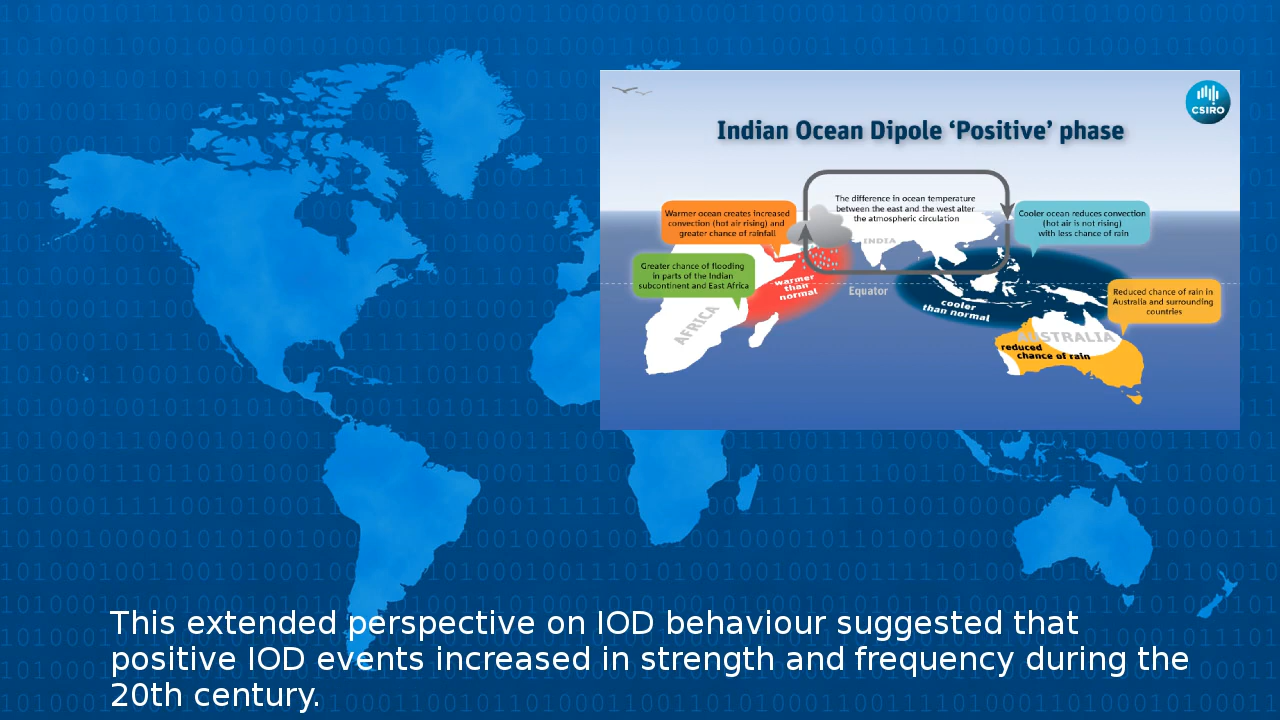 CSIRO
Indian Ocean Dipole ‘Positive’ phase
The difference in ocean temperature
between the east and the west alter
the atmospheric circulation
Warmer ocean creates increased
convection (hot air rising) and
greater chance of rainfall
Cooler ocean reduces convection
(hot air is not rising)
with less chance of rain
INDIA
Greater chance of flooding
in parts of the Indian
subcontinent and East Africa
warmer
than
normal
Equator
cooler
than normal
Reduced chance of rain in
Australia and surrounding
countries
AFRICA
AUSTRALIA
reduced
chance of rain
This extended perspective on IOD behaviour suggested that
positive IOD events increased in strength and frequency during the
20th century.